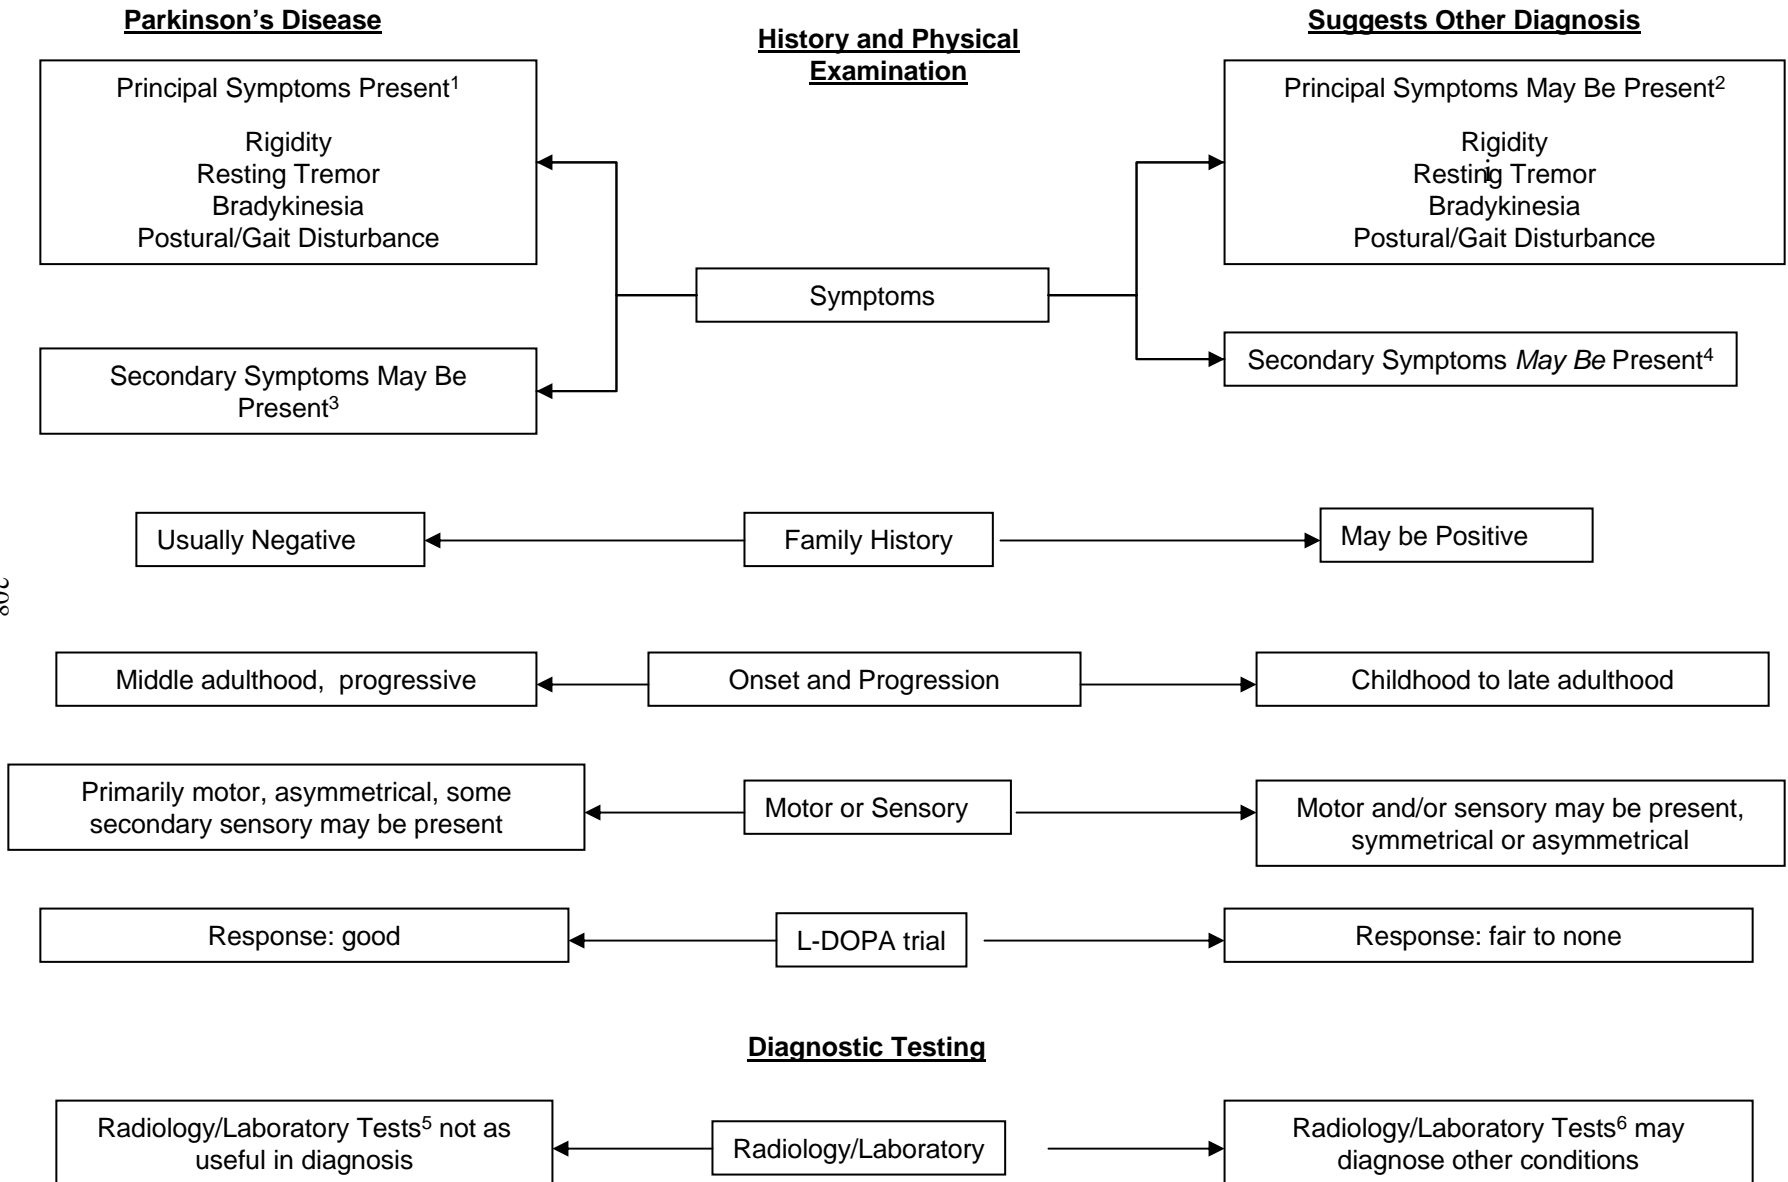 Parkinson's Disease
History and Physical
Examination
Suggests Other Diagnosis
Principal Symptoms Present1
Rigidity
Resting Tremor
Bradykinesia
Postural/Gait Disturbance
Principal Symptoms May Be Present2
Rigidity
Resting Tremor
Bradykinesia
Postural/Gait Disturbance
Symptoms
Secondary Symptoms May Be
Present3
Secondary Symptoms May Be Present4
Usually Negative
Family History
May be Positive
Middle adulthood, progressive
Onset and Progression
Childhood to late adulthood
Primarily motor, asymmetrical, some
secondary sensory may be present
Motor or Sensory
Motor and/or sensory may be present,
symmetrical or asymmetrical
Response: good
L-DOPA trial
Response: fair to none
Diagnostic Testing
Radiology/Laboratory Tests5 not as
useful in diagnosis
Radiology/Laboratory
Radiology/Laboratory Tests6 may
diagnose other conditions